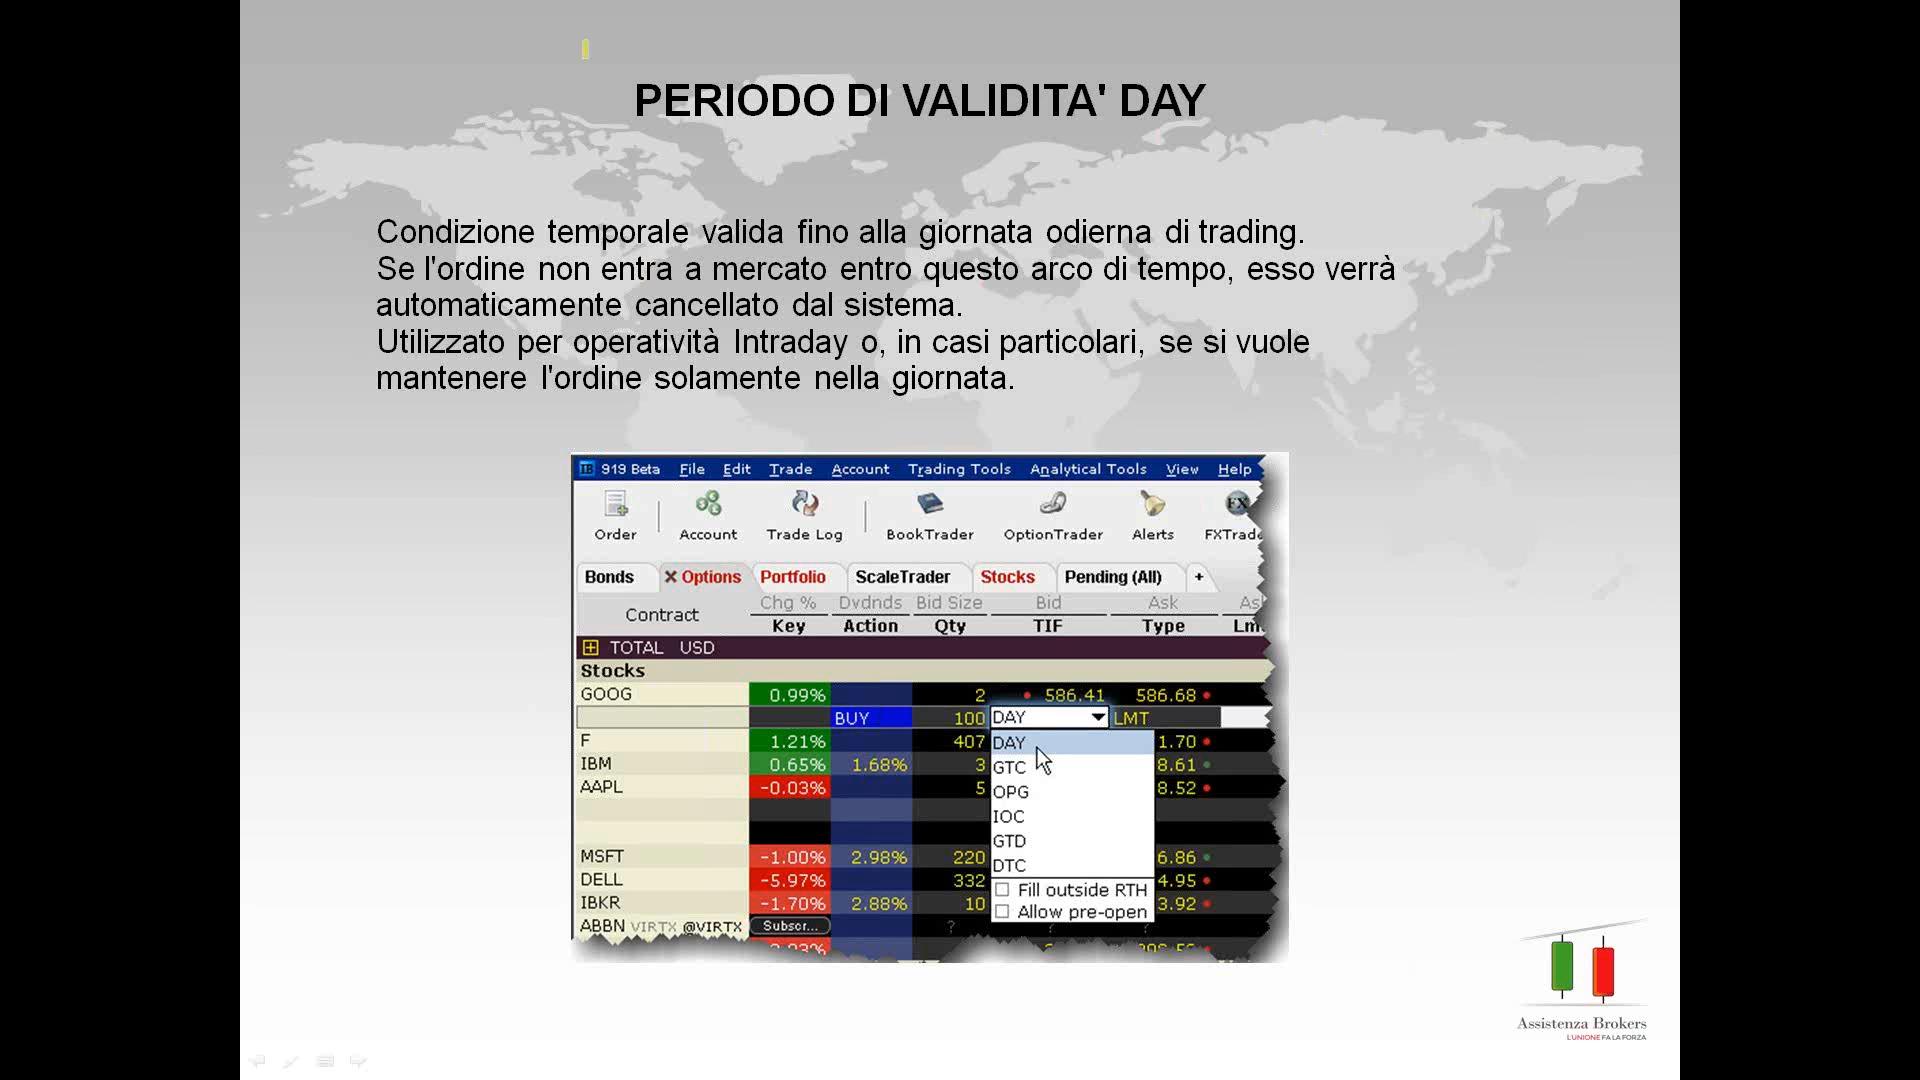 PERIODO DI VALIDITA' DAY
Condizione temporale valida fino alla giornata odierna di trading.
Se l'ordine non entra a mercato entro questo arco di tempo, esso verrà
automaticamente cancellato dal sistema.
Utilizzato per operatività Intraday o, in casi particolari, se si vuole
mantenere l'ordine solamente nella giornata.
IB 919 Beta File Edit Trade Account Trading Tools Analytical Tools View Help
Order Account Trade Log BookTrader OptionTrader Alerts FXTrade
FX
Bonds X Options Portfolio ScaleTrader Stocks Pending (All) +
Contract
Chg % Dvdnds Bid Size Bid Ask
Key Action Qty TIF Type
TOTAL USD
Stocks
GOOG 0.99% 2 586.41 586.68
BUY 100 DAY LMT
F 1.21% 407 DAY 1.70
IBM 0.65% 1.68% 3 GTC 8.61
AAPL -0.03% 5 OPG 8.52
IOC
GTD
MSFT -1.00% 2.98% 220 DTC 6.86
DELL -5.97% 332 Fill outside RTH 4.95
IBKR -1.70% 2.88% 10 Allow pre-open 3.92
ABBN VIRTX @VIRTX Subscr... ? ? ?
Assistenza Brokers
L'UNIONE FA LA FORZA